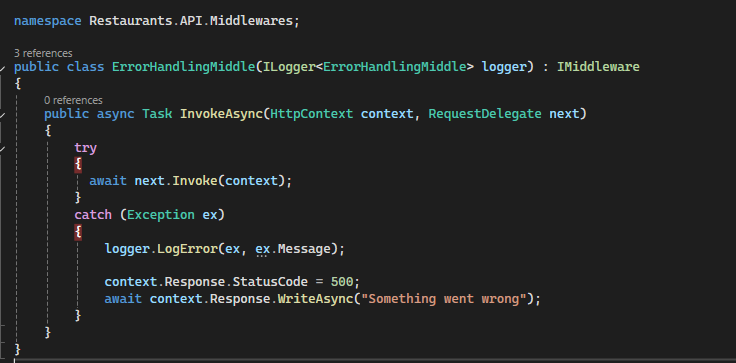 namespace Restaurants.API.Middlewares;
3 references
public class ErrorHandlingMiddle(ILogger<ErrorHandlingMiddle> logger) : IMiddleware
{
0 references
public async Task InvokeAsync(HttpContext context, RequestDelegate next)
{
try
{
await next.Invoke(context);
}
catch (Exception ex)
{
logger.LogError(ex, ex.Message);
context.Response.StatusCode = 500;
await context.Response.WriteAsync("Something went wrong");
}
}
}